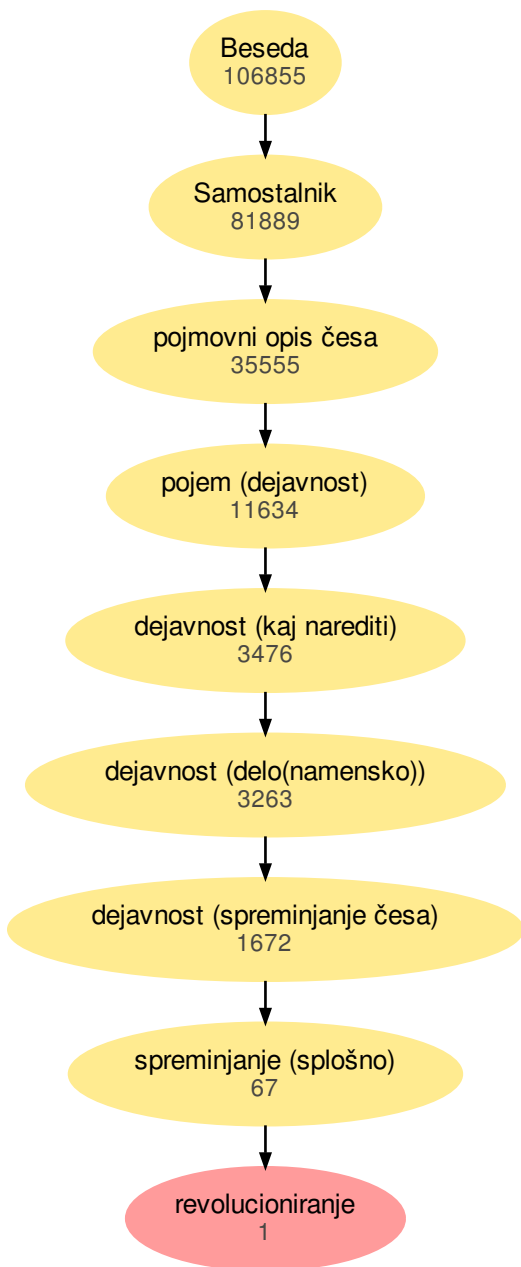 Beseda
106855
Samostalnik
81889
pojmovni opis česa
35555
pojem (dejavnost)
11634
dejavnost (kaj narediti)
3476
dejavnost (delo(namensko))
3263
dejavnost (spreminjanje česa)
1672
spreminjanje (splošno)
67
revolucioniranje
1